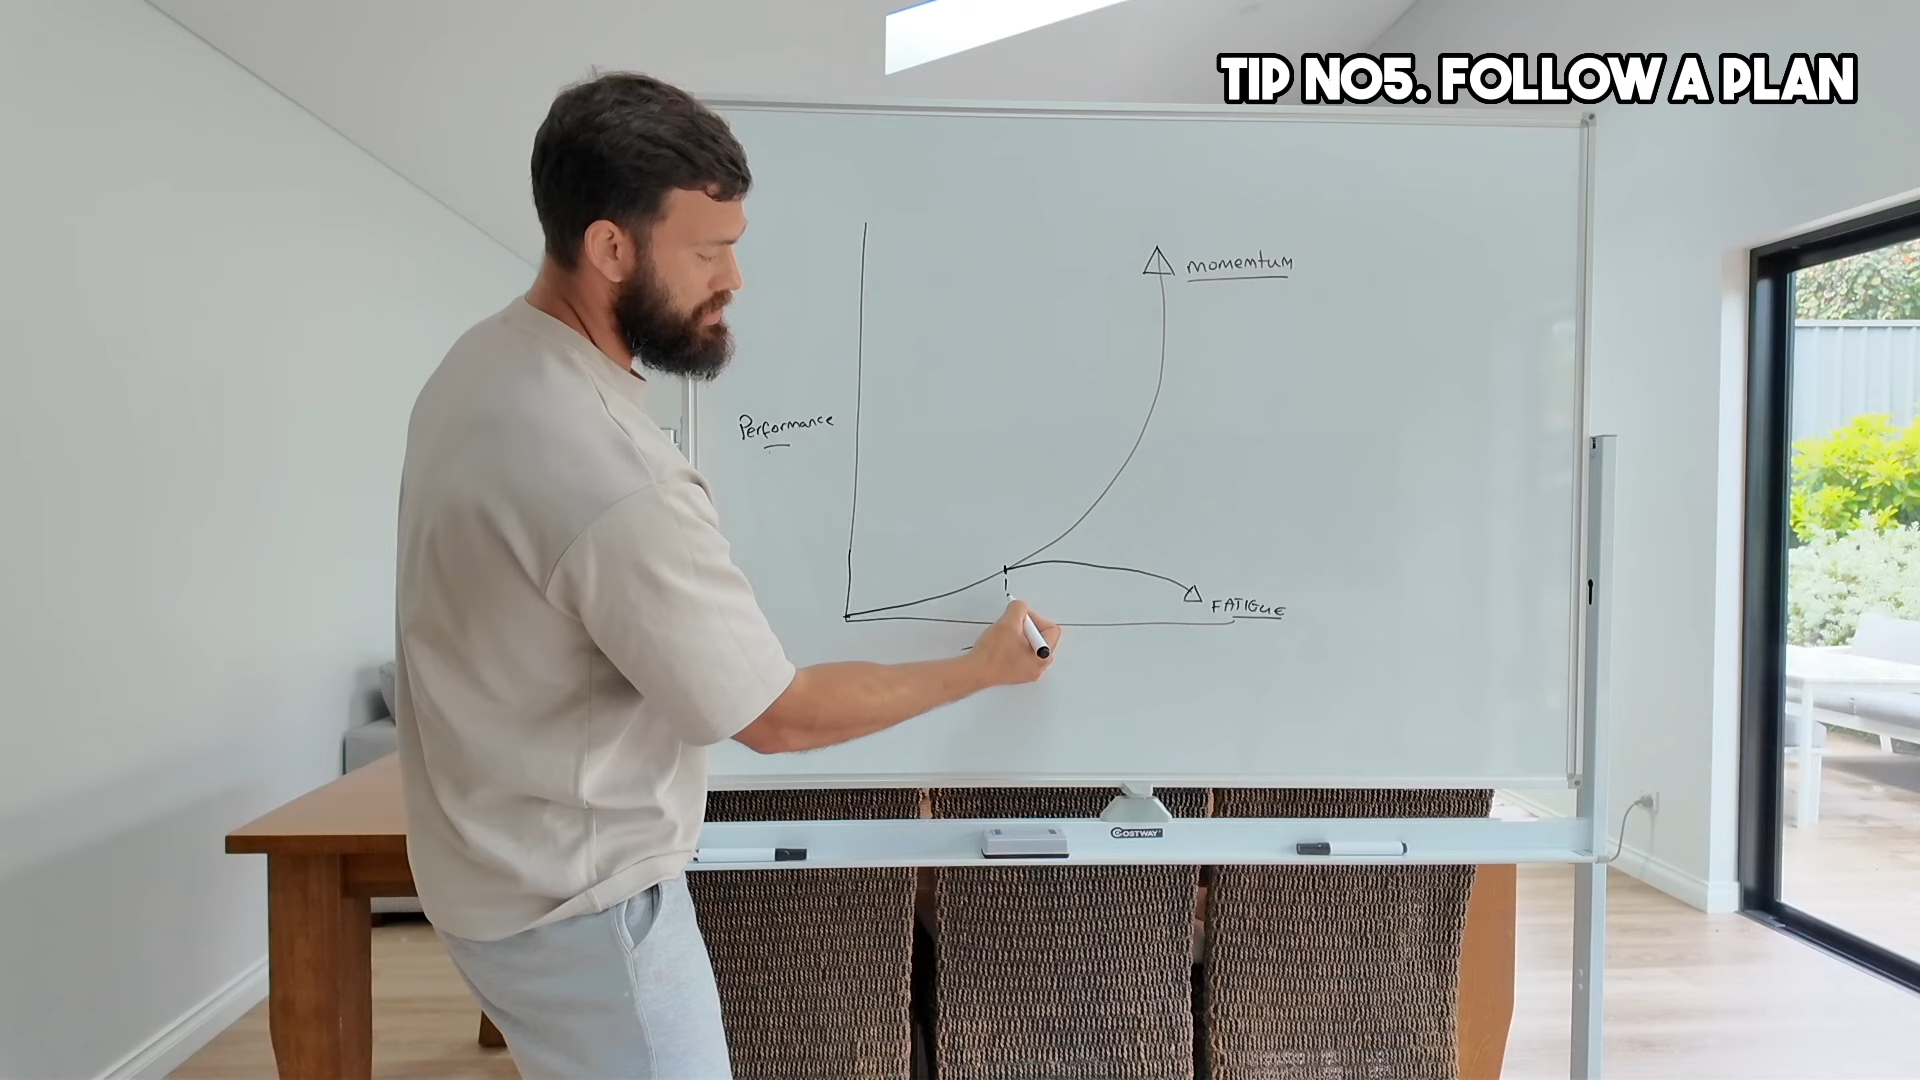 TIP NO5. FOLLOW A PLAN
momentum
Performance
FATIGUE
COSTWAY